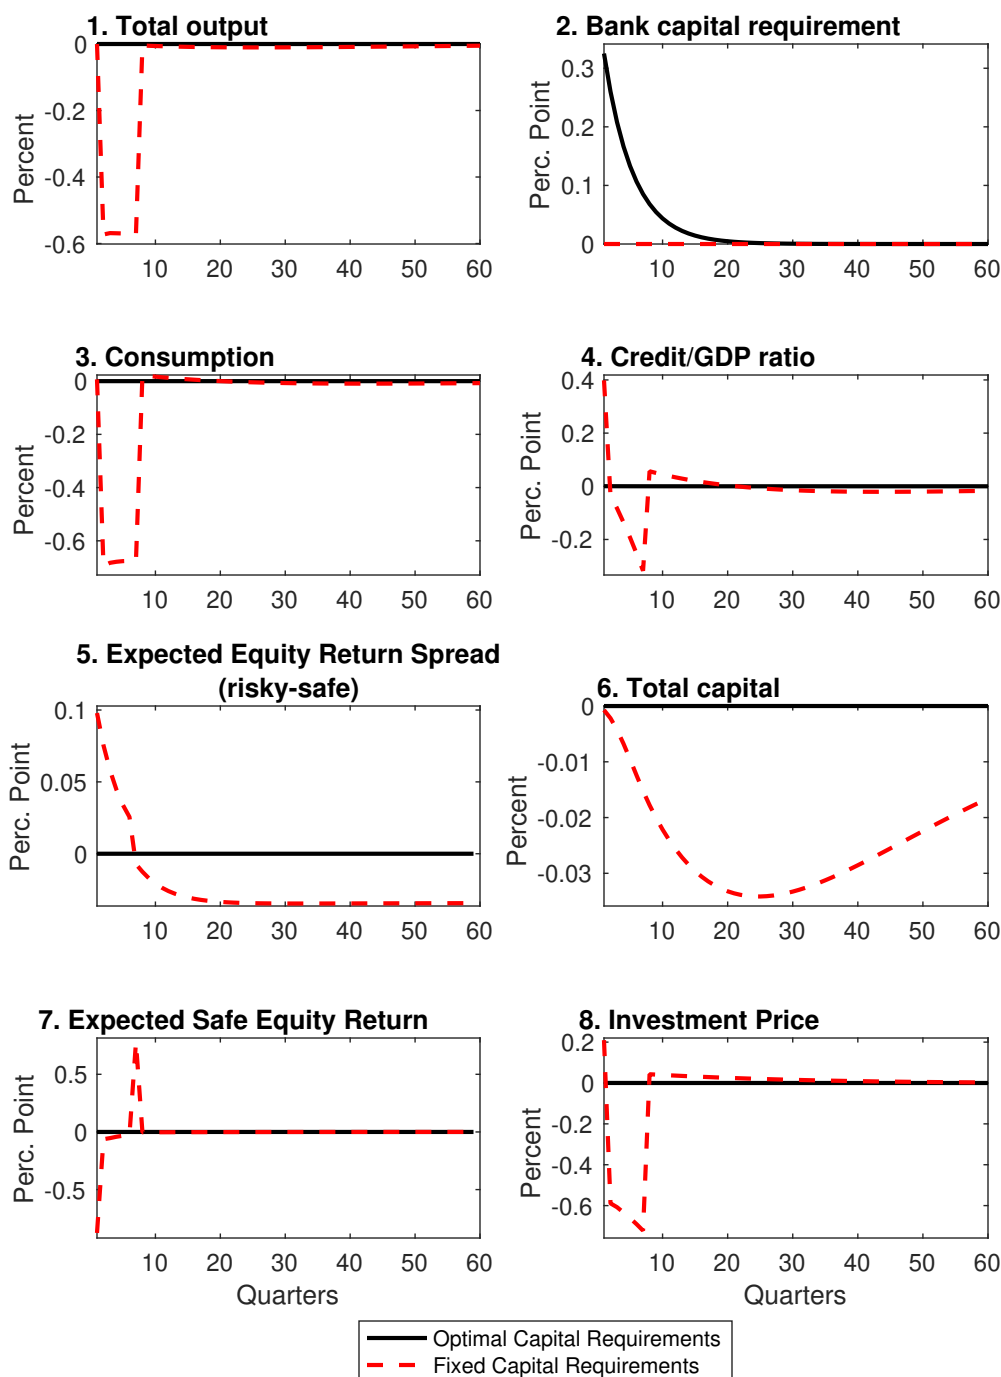 1. Total output
0
-0.2
-0.4
-0.6
Percent
10 20 30 40 50 60
2. Bank capital requirement
0.3
0.2
0.1
0
Perc. Point
10 20 30 40 50 60
3. Consumption
0
-0.2
-0.4
-0.6
Percent
10 20 30 40 50 60
4. Credit/GDP ratio
0.4
0.2
0
-0.2
Perc. Point
10 20 30 40 50 60
5. Expected Equity Return Spread
(risky-safe)
0.1
0.05
0
Perc. Point
10 20 30 40 50 60
6. Total capital
0
-0.01
-0.02
-0.03
Percent
10 20 30 40 50 60
7. Expected Safe Equity Return
0.5
0
-0.5
Perc. Point
10 20 30 40 50 60
Quarters
8. Investment Price
0.2
0
-0.2
-0.4
-0.6
Percent
10 20 30 40 50 60
Quarters
Optimal Capital Requirements
Fixed Capital Requirements